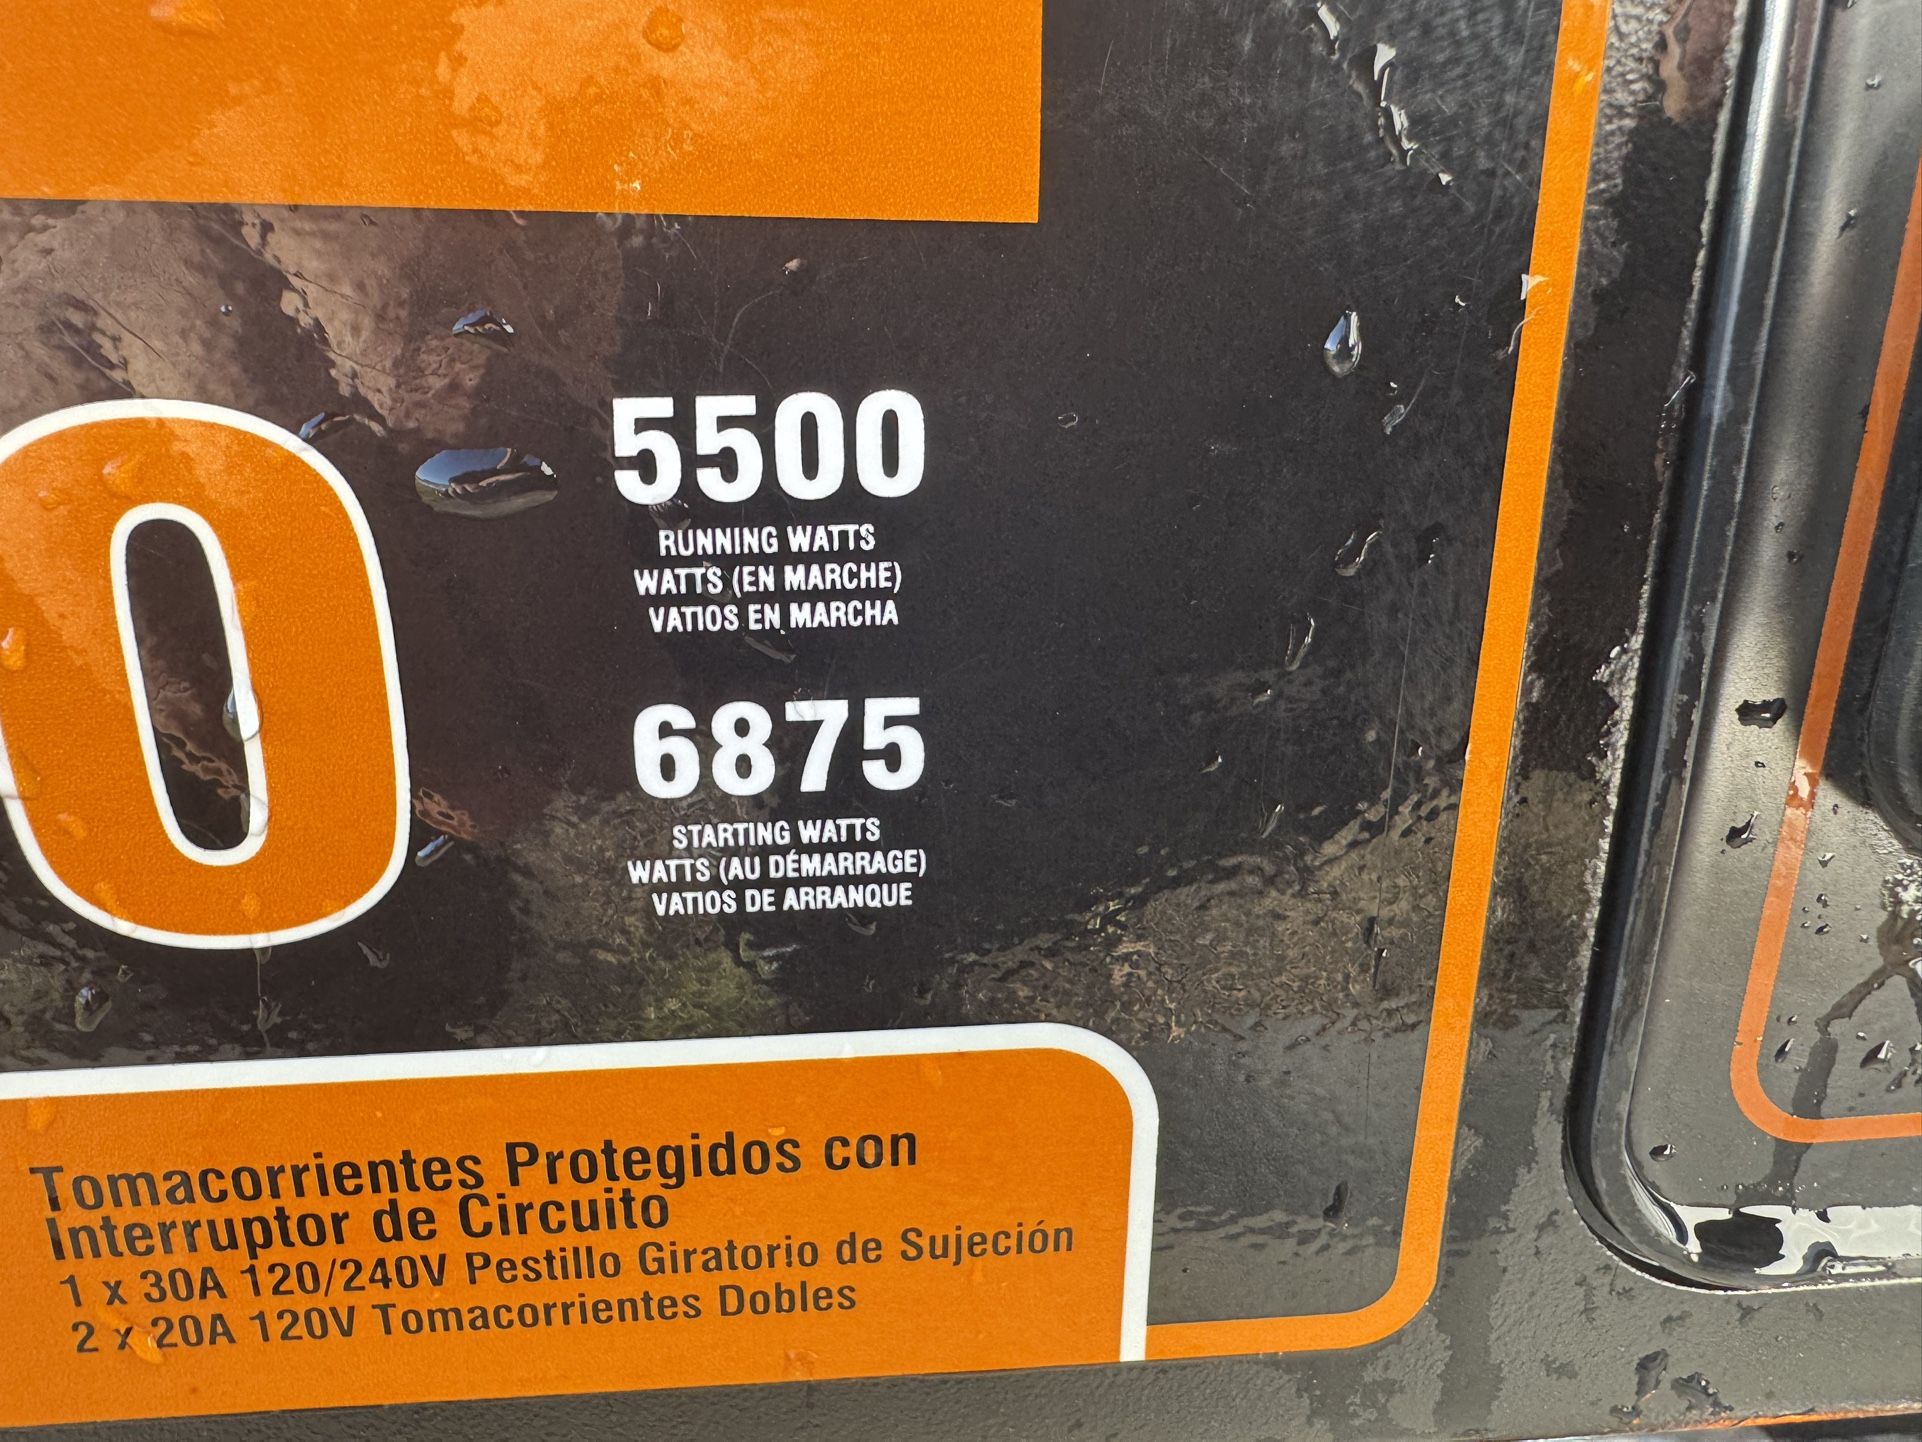 0
5500
RUNNING WATTS
WATTS (EN MARCHE)
VATIOS EN MARCHA
6875
STARTING WATTS
WATTS (AU DÉMARRAGE)
VATIOS DE ARRANQUE
Tomacorrientes Protegidos con
Interruptor de Circuito
1 x 30A 120/240V Pestillo Giratorio de Sujeción
2 x 20A 120V Tomacorrientes Dobles